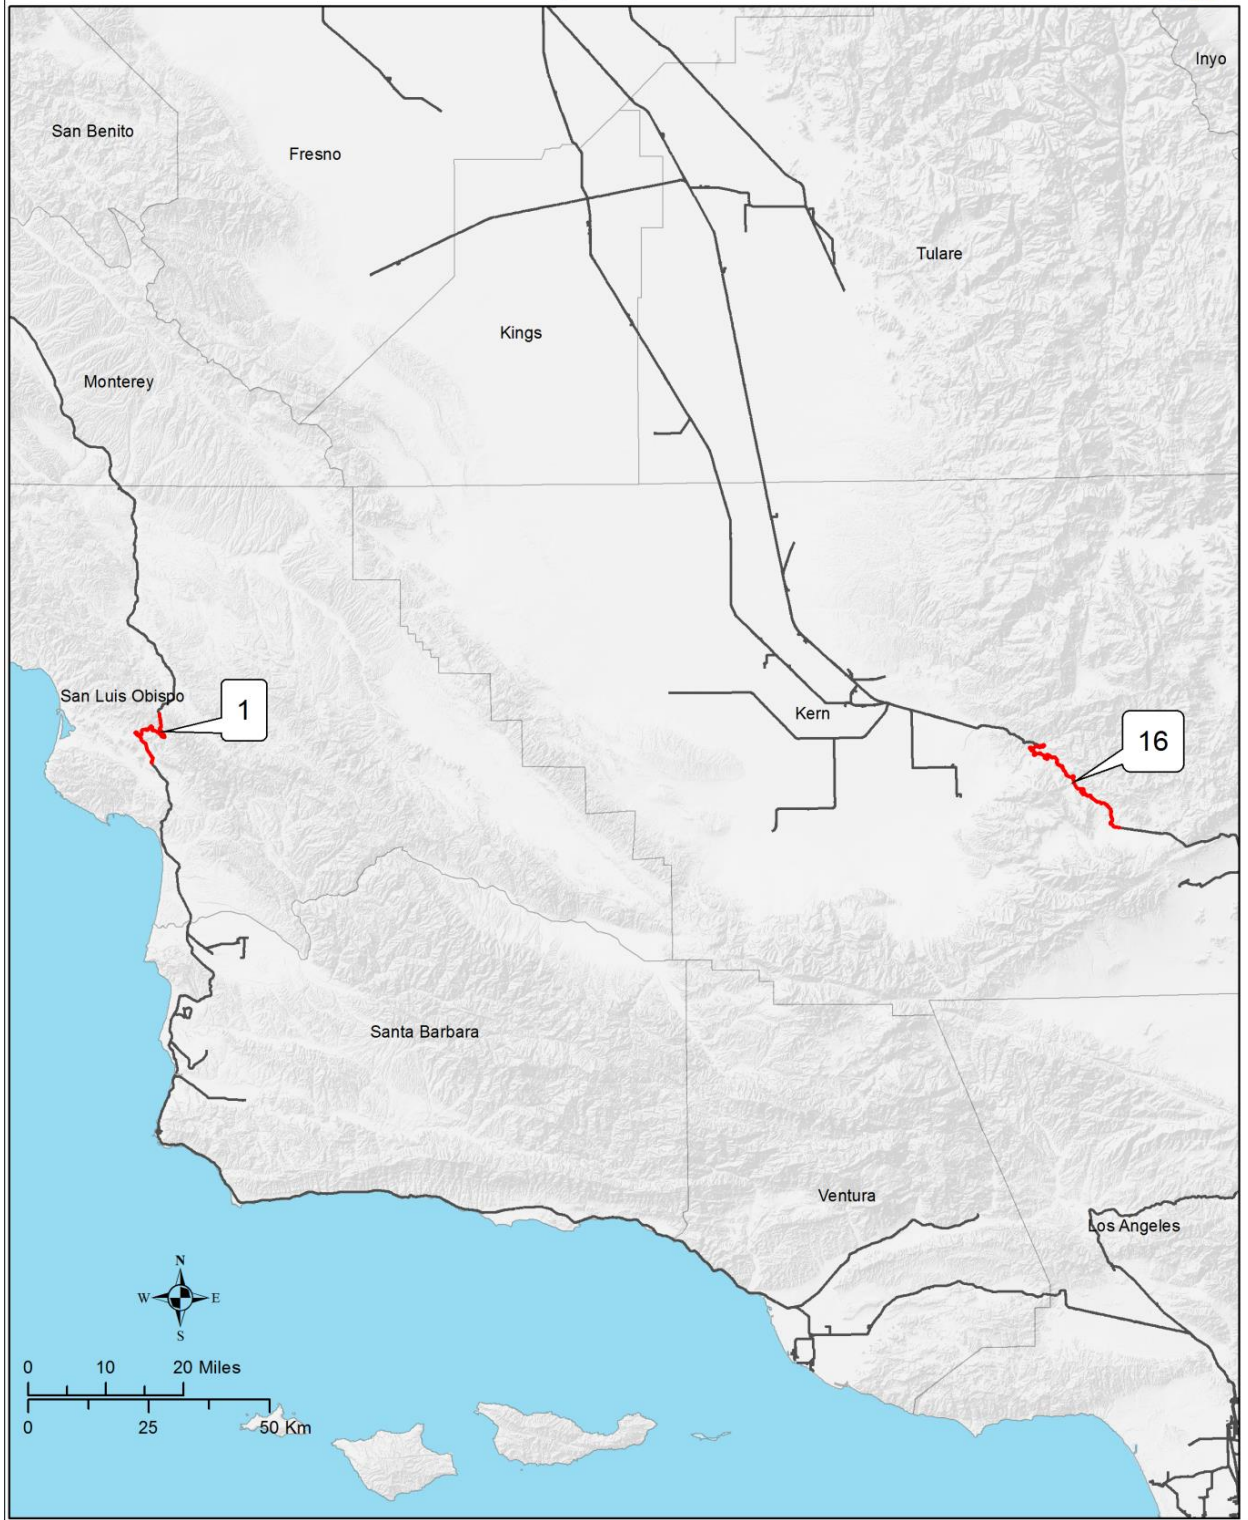 Inyo
San Benito
Fresno
Tulare
Kings
Monterey
San Luis Obispo
1
Kern
16
Santa Barbara
Ventura
Los Angeles
N
W E
S
0 10 20 Miles
0 25 50 Km